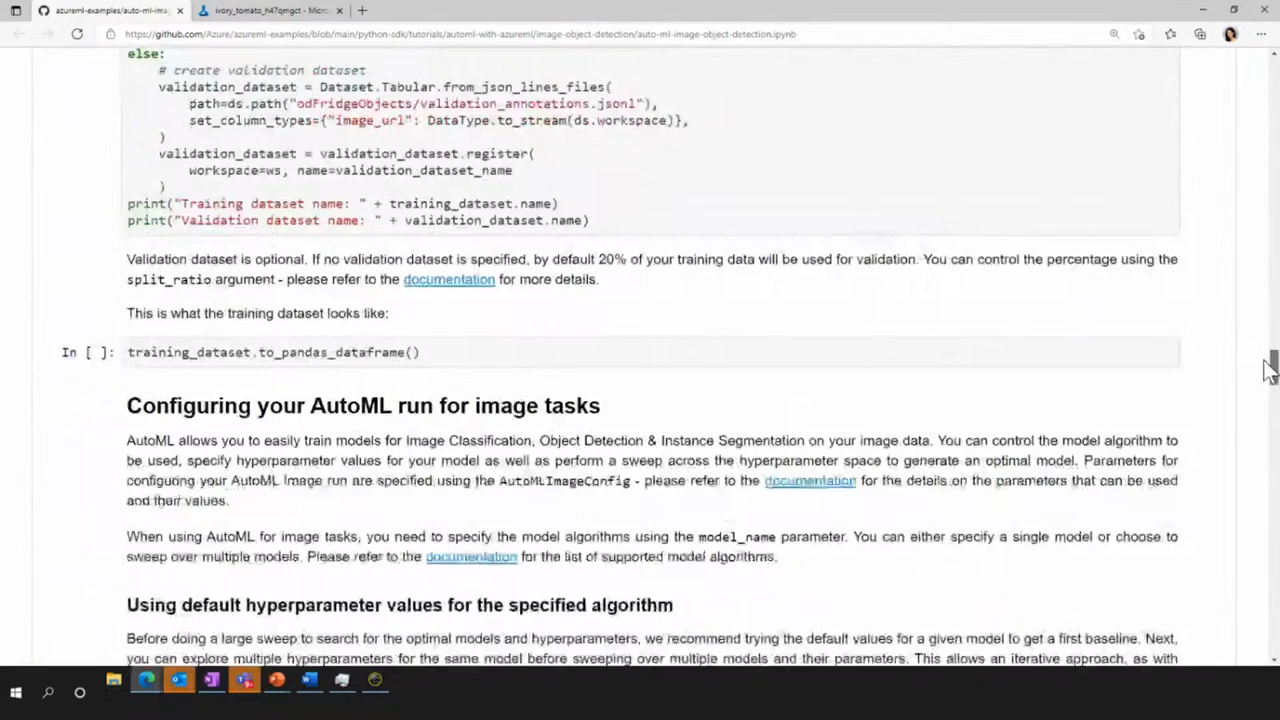 azureml-examples/auto-ml-ima
ivory_tomato_h47qmgct - Micro
https://github.com/Azure/azureml-examples/blob/main/python-sdk/tutorials/automl-with-azureml/image-object-detection/auto-ml-image-object-detection.ipynb
else:
# create validation dataset
validation_dataset = Dataset.Tabular.from_json_lines_files(
path=ds.path("odFridgeObjects/validation_annotations.jsonl"),
set_column_types={"image_url": DataType.to_stream(ds.workspace)},
)
validation_dataset = validation_dataset.register(
workspace=ws, name=validation_dataset_name
)
print("Training dataset name: " + training_dataset.name)
print("Validation dataset name: " + validation_dataset.name)
Validation dataset is optional. If no validation dataset is specified, by default 20% of your training data will be used for validation. You can control the percentage using the
split_ratio argument - please refer to the documentation for more details.
This is what the training dataset looks like:
In [ ]: training_dataset.to_pandas_dataframe()
Configuring your AutoML run for image tasks
AutoML allows you to easily train models for Image Classification, Object Detection & Instance Segmentation on your image data. You can control the model algorithm to
be used, specify hyperparameter values for your model as well as perform a sweep across the hyperparameter space to generate an optimal model. Parameters for
configuring your AutoML Image run are specified using the AutoMLImageConfig - please refer to the documentation for the details on the parameters that can be used
and their values.
When using AutoML for image tasks, you need to specify the model algorithms using the model_name parameter. You can either specify a single model or choose to
sweep over multiple models. Please refer to the documentation for the list of supported model algorithms.
Using default hyperparameter values for the specified algorithm
Before doing a large sweep to search for the optimal models and hyperparameters, we recommend trying the default values for a given model to get a first baseline. Next,
you can explore multiple hyperparameters for the same model before sweeping over multiple models and their parameters. This allows an iterative approach, as with